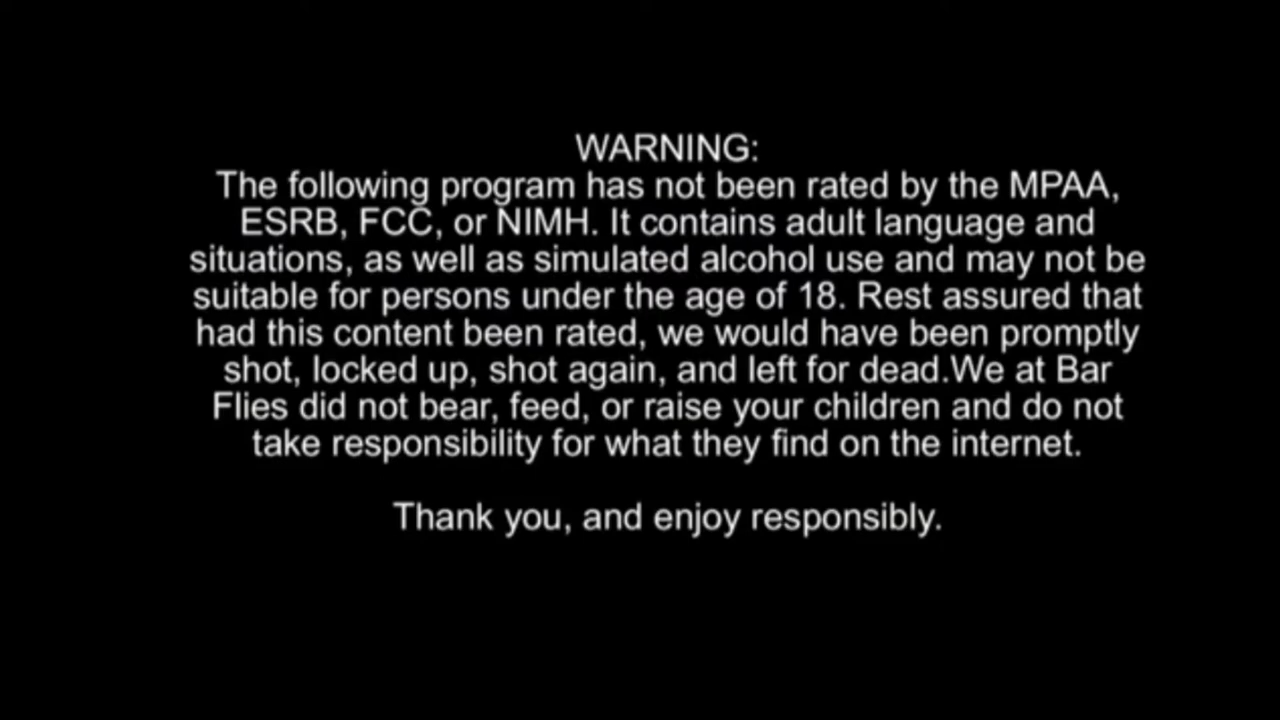 WARNING:
The following program has not been rated by the MPAA,
ESRB, FCC, or NIMH. It contains adult language and
situations, as well as simulated alcohol use and may not be
suitable for persons under the age of 18. Rest assured that
had this content been rated, we would have been promptly
shot, locked up, shot again, and left for dead.We at Bar
Flies did not bear, feed, or raise your children and do not
take responsibility for what they find on the internet.
Thank you, and enjoy responsibly.